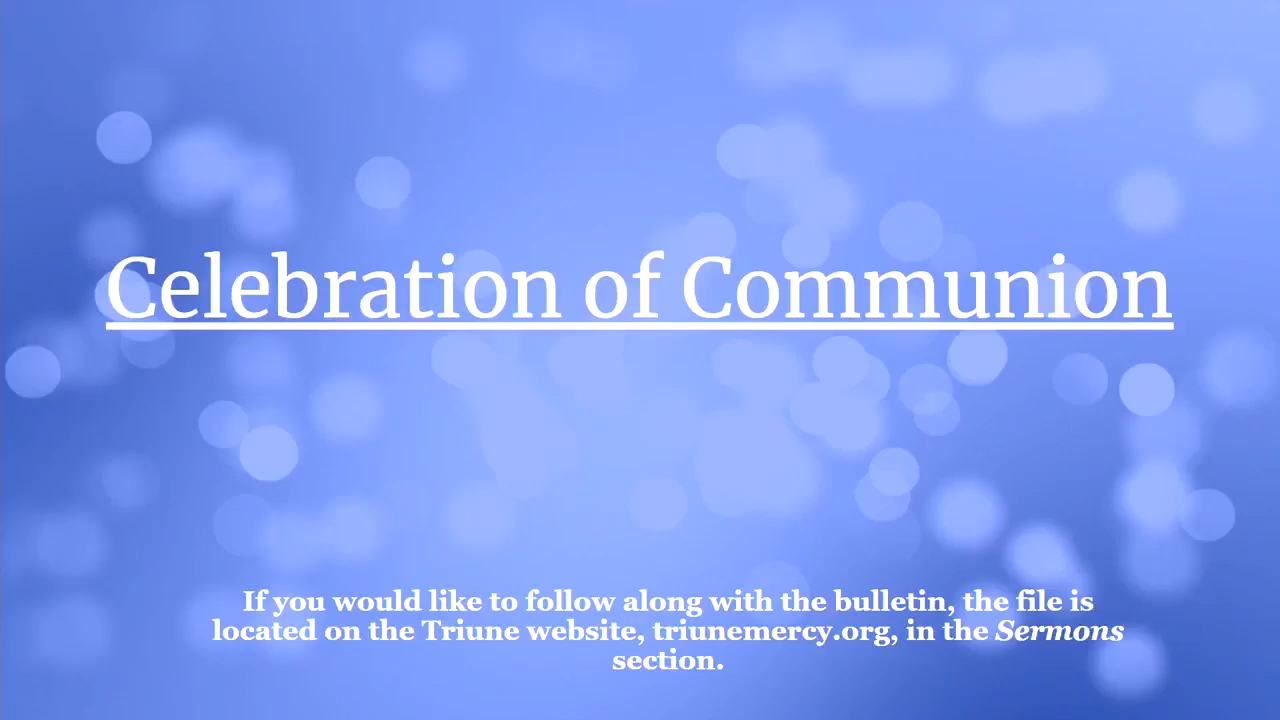 Celebration of Communion
If you would like to follow along with the bulletin, the file is
located on the Triune website, triunemercy.org, in the Sermons
section.